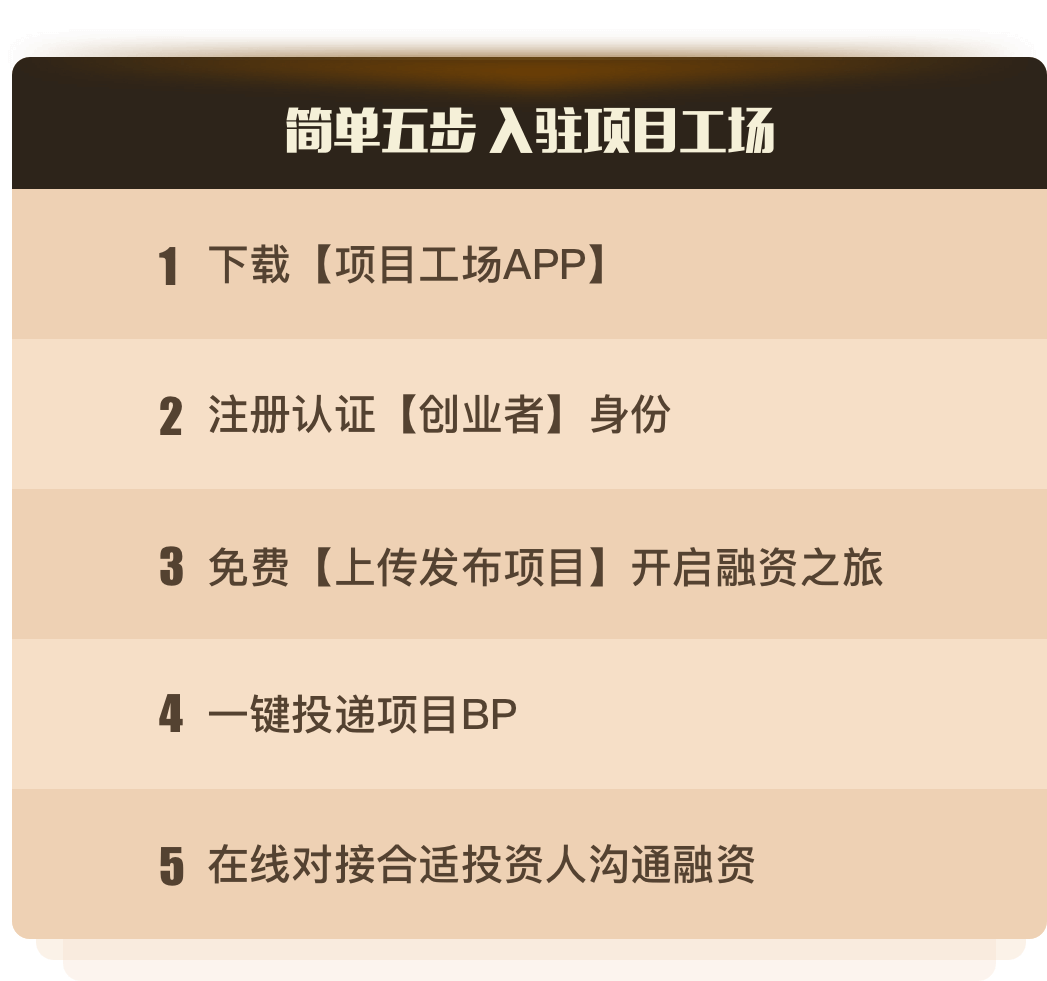 简单五步 入驻项目工场
1 下载【项目工场APP】
2 注册认证【创业者】身份
3 免费【上传发布项目】开启融资之旅
4 一键投递项目BP
5 在线对接合适投资人沟通融资